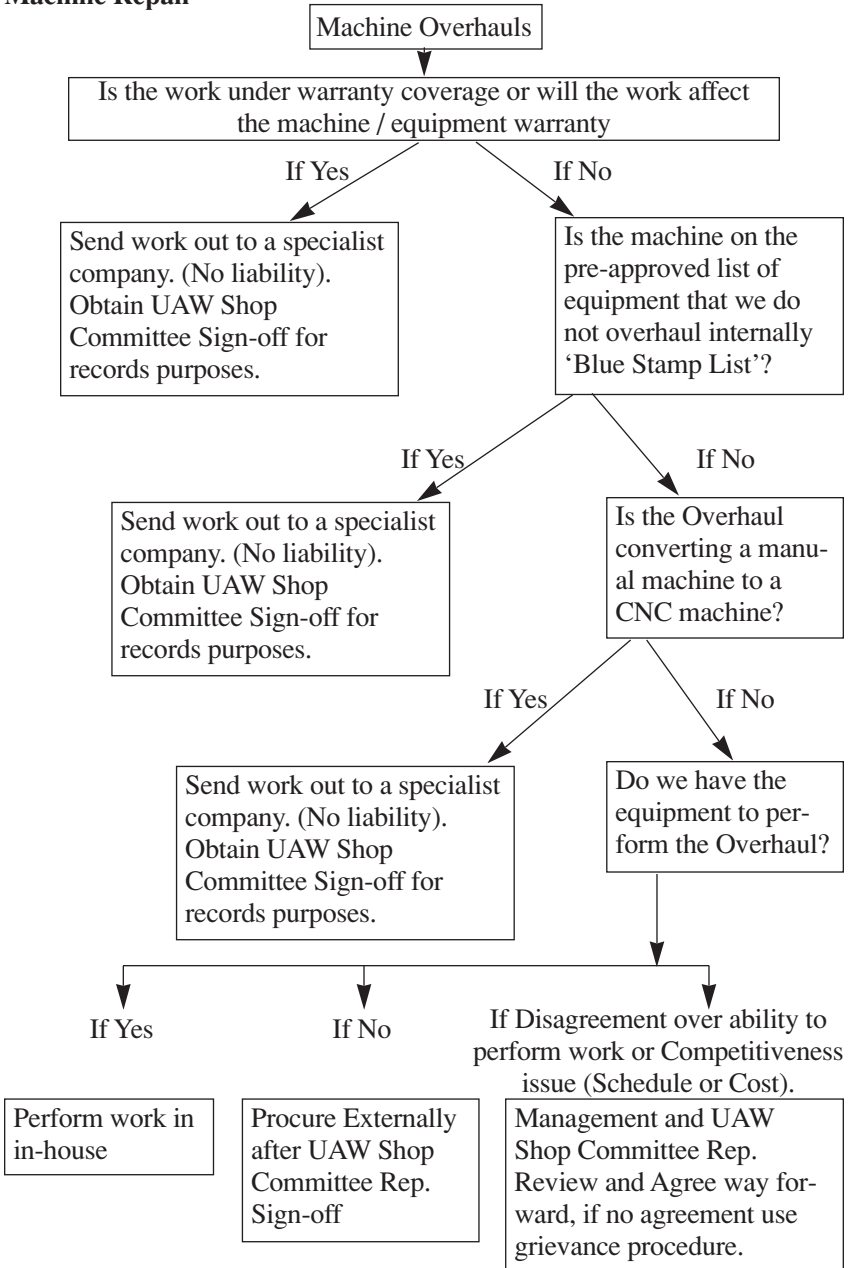 Machine Repair
Machine Overhauls
Is the work under warranty coverage or will the work affect
the machine / equipment warranty
If Yes
If No
Send work out to a specialist
company. (No liability).
Obtain UAW Shop
Committee Sign-off for
records purposes.
Is the machine on the
pre-approved list of
equipment that we do
not overhaul internally
‘Blue Stamp List’?
If Yes
If No
Send work out to a specialist
company. (No liability).
Obtain UAW Shop
Committee Sign-off for
records purposes.
Is the Overhaul
converting a manu-
al machine to a
CNC machine?
If Yes
If No
Send work out to a specialist
company. (No liability).
Obtain UAW Shop
Committee Sign-off for
records purposes.
Do we have the
equipment to per-
form the Overhaul?
If Yes
If No
If Disagreement over ability to
perform work or Competitiveness
issue (Schedule or Cost).
Perform work in
in-house
Procure Externally
after UAW Shop
Committee Rep.
Sign-off
Management and UAW
Shop Committee Rep.
Review and Agree way for-
ward, if no agreement use
grievance procedure.